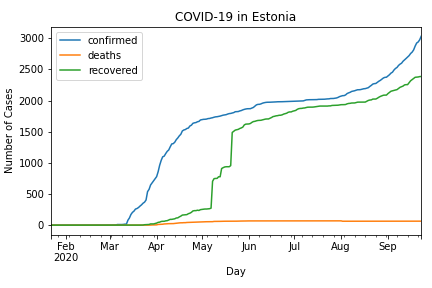 COVID-19 in Estonia
confirmed
deaths
recovered
Number of Cases
3000
2500
2000
1500
1000
500
0
Feb Mar Apr May Jun Jul Aug Sep
2020
Day